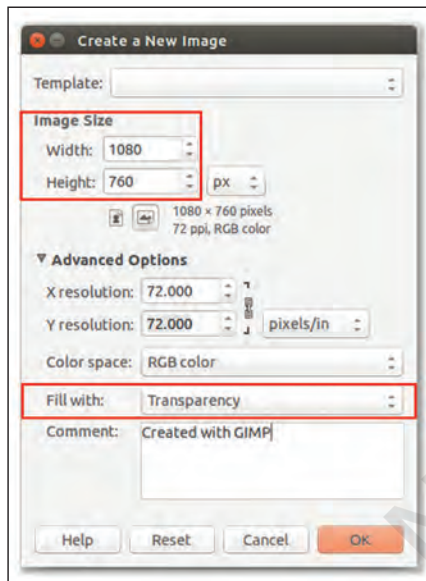 Create a New Image
Template:
Image Size
Width: 1080
Height: 760 px
1080 × 760 pixels
72 ppi, RGB color
Advanced Options
X resolution: 72.000
Y resolution: 72.000 pixels/in
Color space: RGB color
Fill with: Transparency
Comment: Created with GIMP
Help Reset Cancel OK